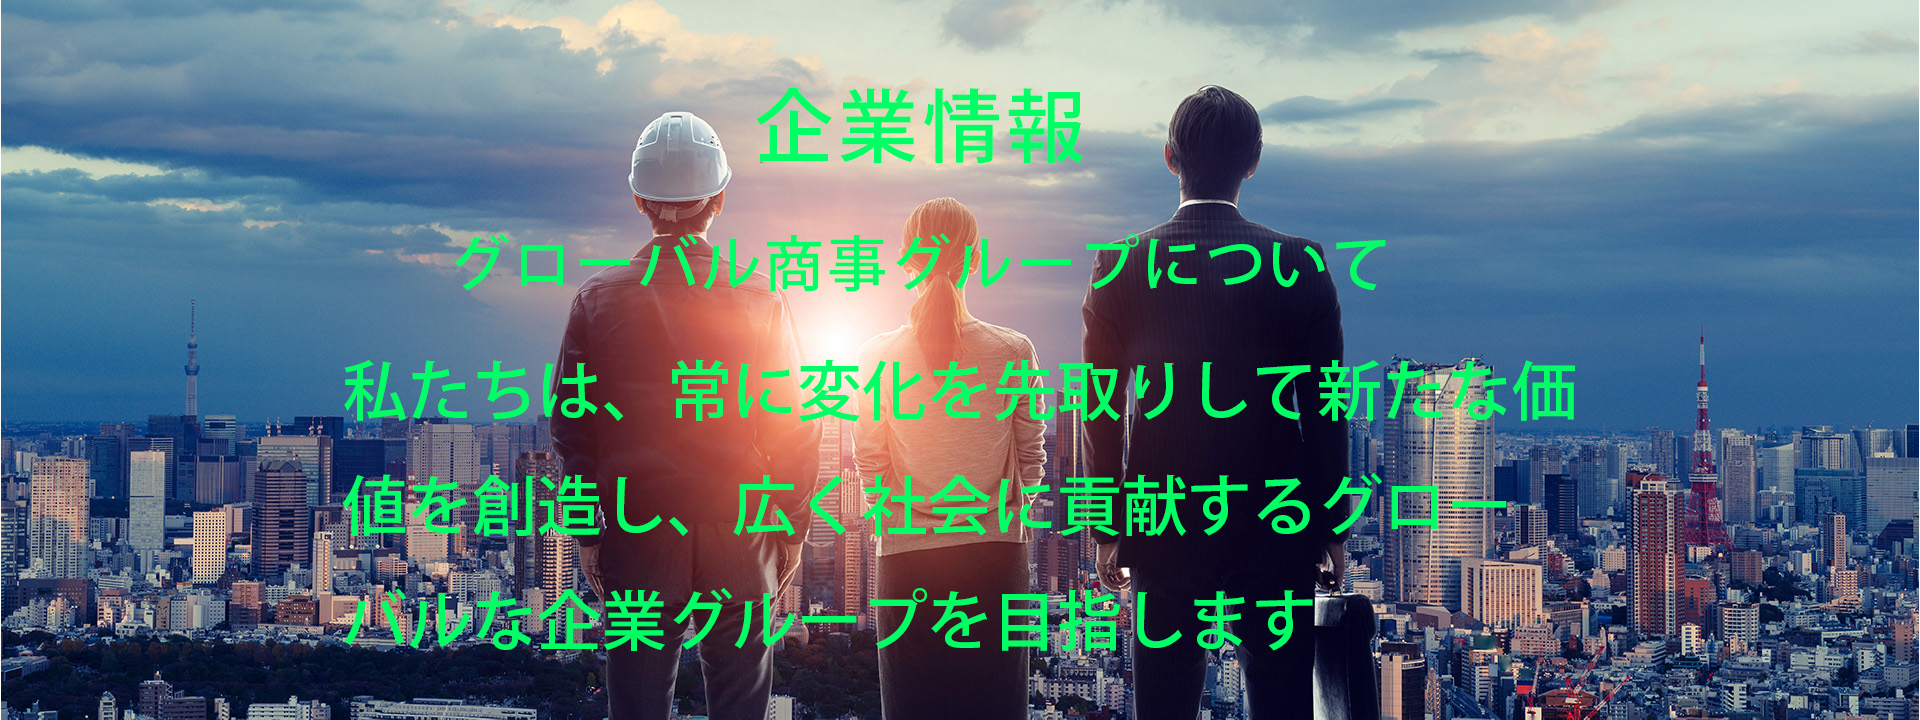 企業情報
グローバル商事グループについて
私たちは、常に変化を先取りして新たな価
値を創造し、広く社会に貢献するグロー
バルな企業グループを目指します